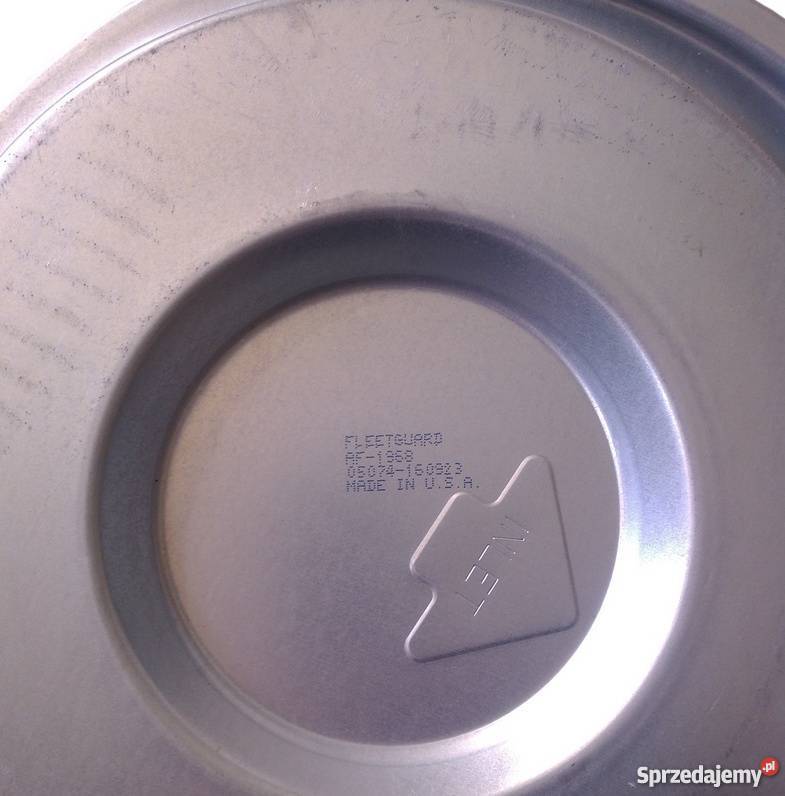 FLEETGUARD
AF-1968
05074-160923
MADE IN U.S.A.
INLET
Sprzedajemy.pl